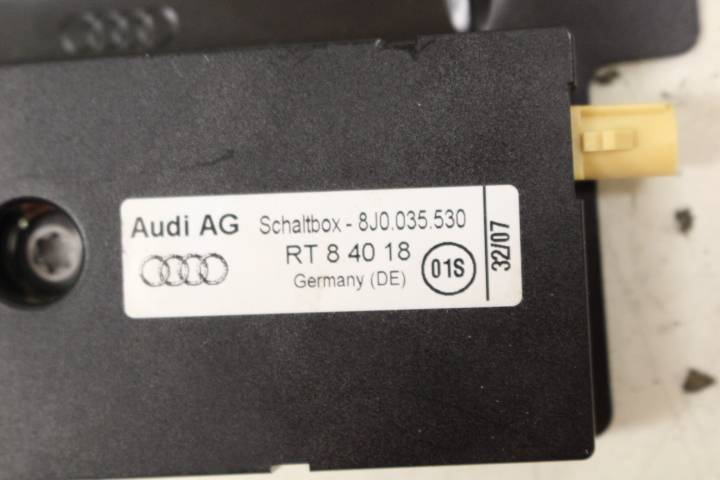 Audi AG Schaltbox - 8J0.035.530
RT 8 40 18
Germany (DE)
01S
32/07